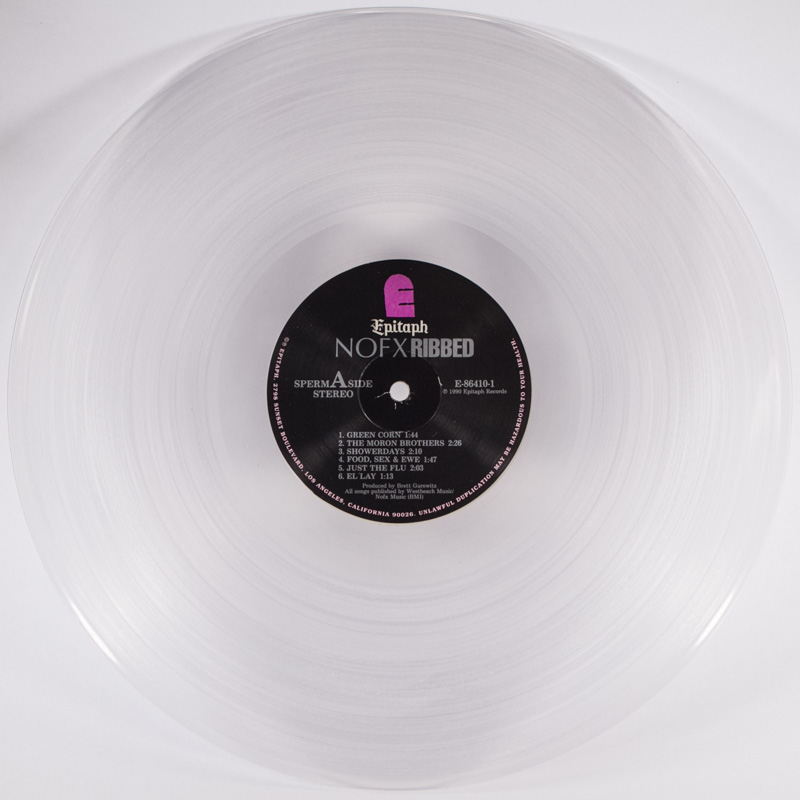 E
Epitaph
NOFX RIBBED
SPERM A SIDE
STEREO
E-86410-1
℗ 1990 Epitaph Records
1. GREEN CORN 1:44
2. THE MORON BROTHERS 2:26
3. SHOWERDAYS 2:10
4. FOOD, SEX & EWE 1:47
5. JUST THE FLU 2:03
6. EL LAY 1:13
Produced by Brett Gurewitz
All songs published by Westbeach Music/
Nofx Music (BMI)
EPITAPH. 2798 SUNSET BOULEVARD, LOS ANGELES, CALIFORNIA 90026. UNLAWFUL DUPLICATION MAY BE HAZARDOUS TO YOUR HEALTH.